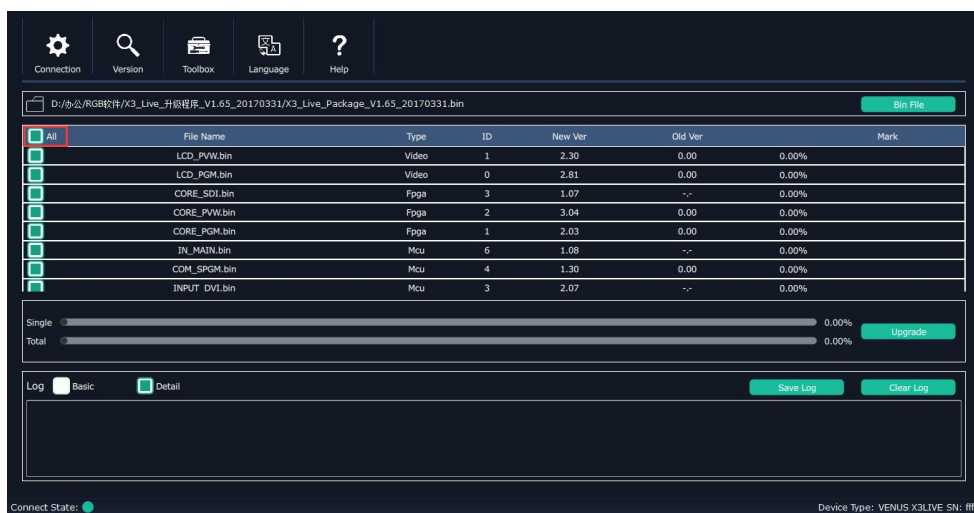 Connection Version Toolbox Language Help
D:/办公/RGB软件/X3_Live_升级程序_V1.65_20170331/X3_Live_Package_V1.65_20170331.bin Bin File
All File Name Type ID New Ver Old Ver Mark
LCD_PVW.bin Video 1 2.30 0.00 0.00%
LCD_PGM.bin Video 0 2.81 0.00 0.00%
CORE_SDI.bin Fpga 3 1.07 -.- 0.00%
CORE_PVW.bin Fpga 2 3.04 0.00 0.00%
CORE_PGM.bin Fpga 1 2.03 0.00 0.00%
IN_MAIN.bin Mcu 6 1.08 -.- 0.00%
COM_SPGM.bin Mcu 4 1.30 0.00 0.00%
INPUT_DVI.bin Mcu 3 2.07 -.- 0.00%
Single 0.00% Upgrade
Total 0.00%
Log Basic Detail Save Log Clear Log
Connect State: Device Type: VENUS X3LIVE SN: fff